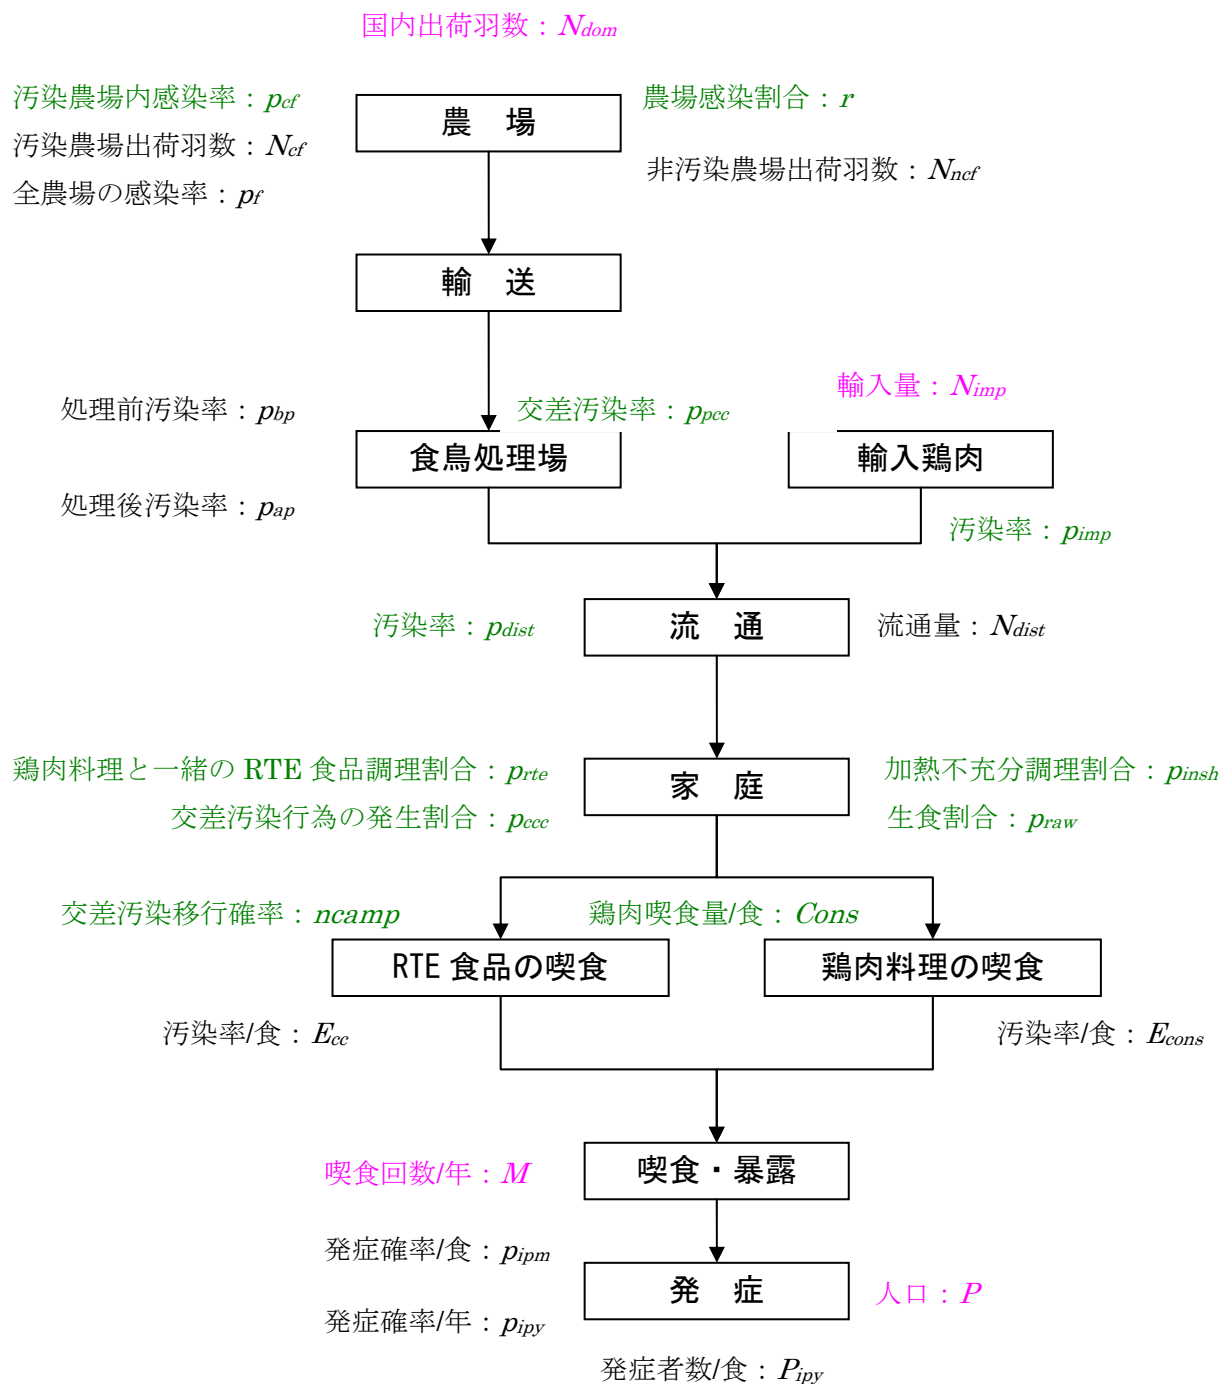 国内出荷羽数：Ndom
汚染農場内感染率：pcf
農場感染割合：r
農　場
汚染農場出荷羽数：Ncf
非汚染農場出荷羽数：Nncf
全農場の感染率：pf
輸　送
輸入量：Nimp
処理前汚染率：pbp
交差汚染率：ppcc
食鳥処理場
輸入鶏肉
処理後汚染率：pap
汚染率：pimp
汚染率：pdist
流　通
流通量：Ndist
鶏肉料理と一緒の RTE 食品調理割合：prte
家　庭
加熱不充分調理割合：pinsh
交差汚染行為の発生割合：pccc
生食割合：praw
交差汚染移行確率：ncamp
鶏肉喫食量/食：Cons
RTE 食品の喫食
鶏肉料理の喫食
汚染率/食：Ecc
汚染率/食：Econs
喫食回数/年：M
喫食・暴露
発症確率/食：pipm
発　症
人口：P
発症確率/年：pipy
発症者数/食：Pipy